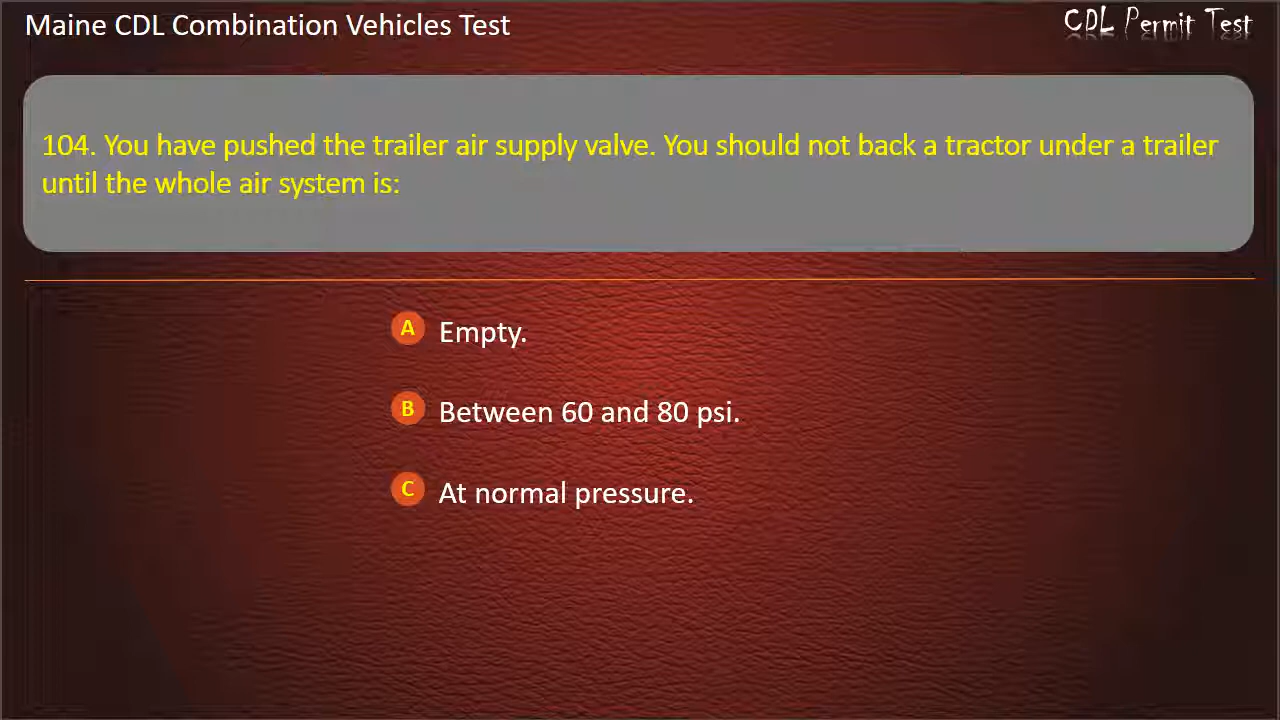 Maine CDL Combination Vehicles Test
CDL Permit Test
104. You have pushed the trailer air supply valve. You should not back a tractor under a trailer
until the whole air system is:
A Empty.
B Between 60 and 80 psi.
C At normal pressure.